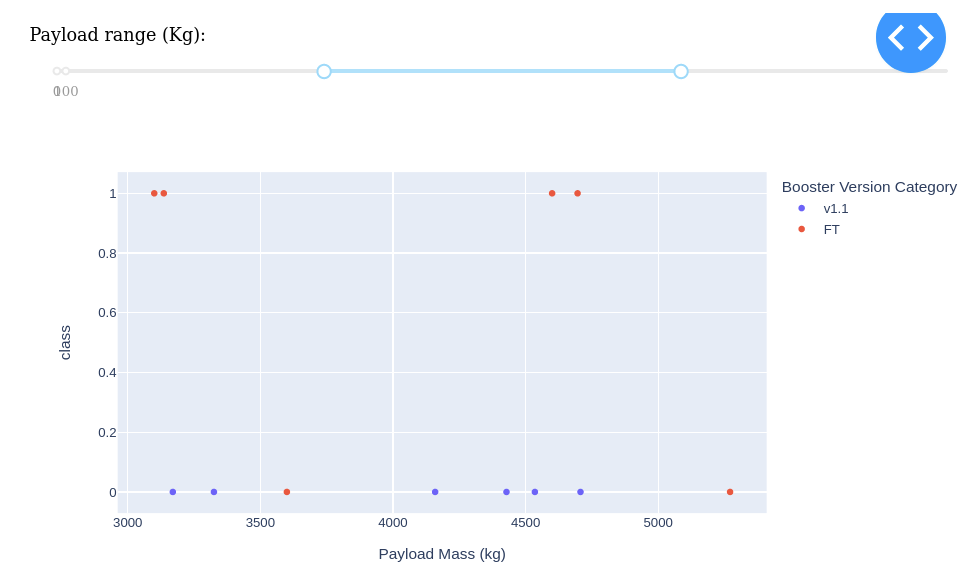 Payload range (Kg):
0
100
Booster Version Category
v1.1
FT
1
0.8
0.6
0.4
0.2
0
class
3000 3500 4000 4500 5000
Payload Mass (kg)